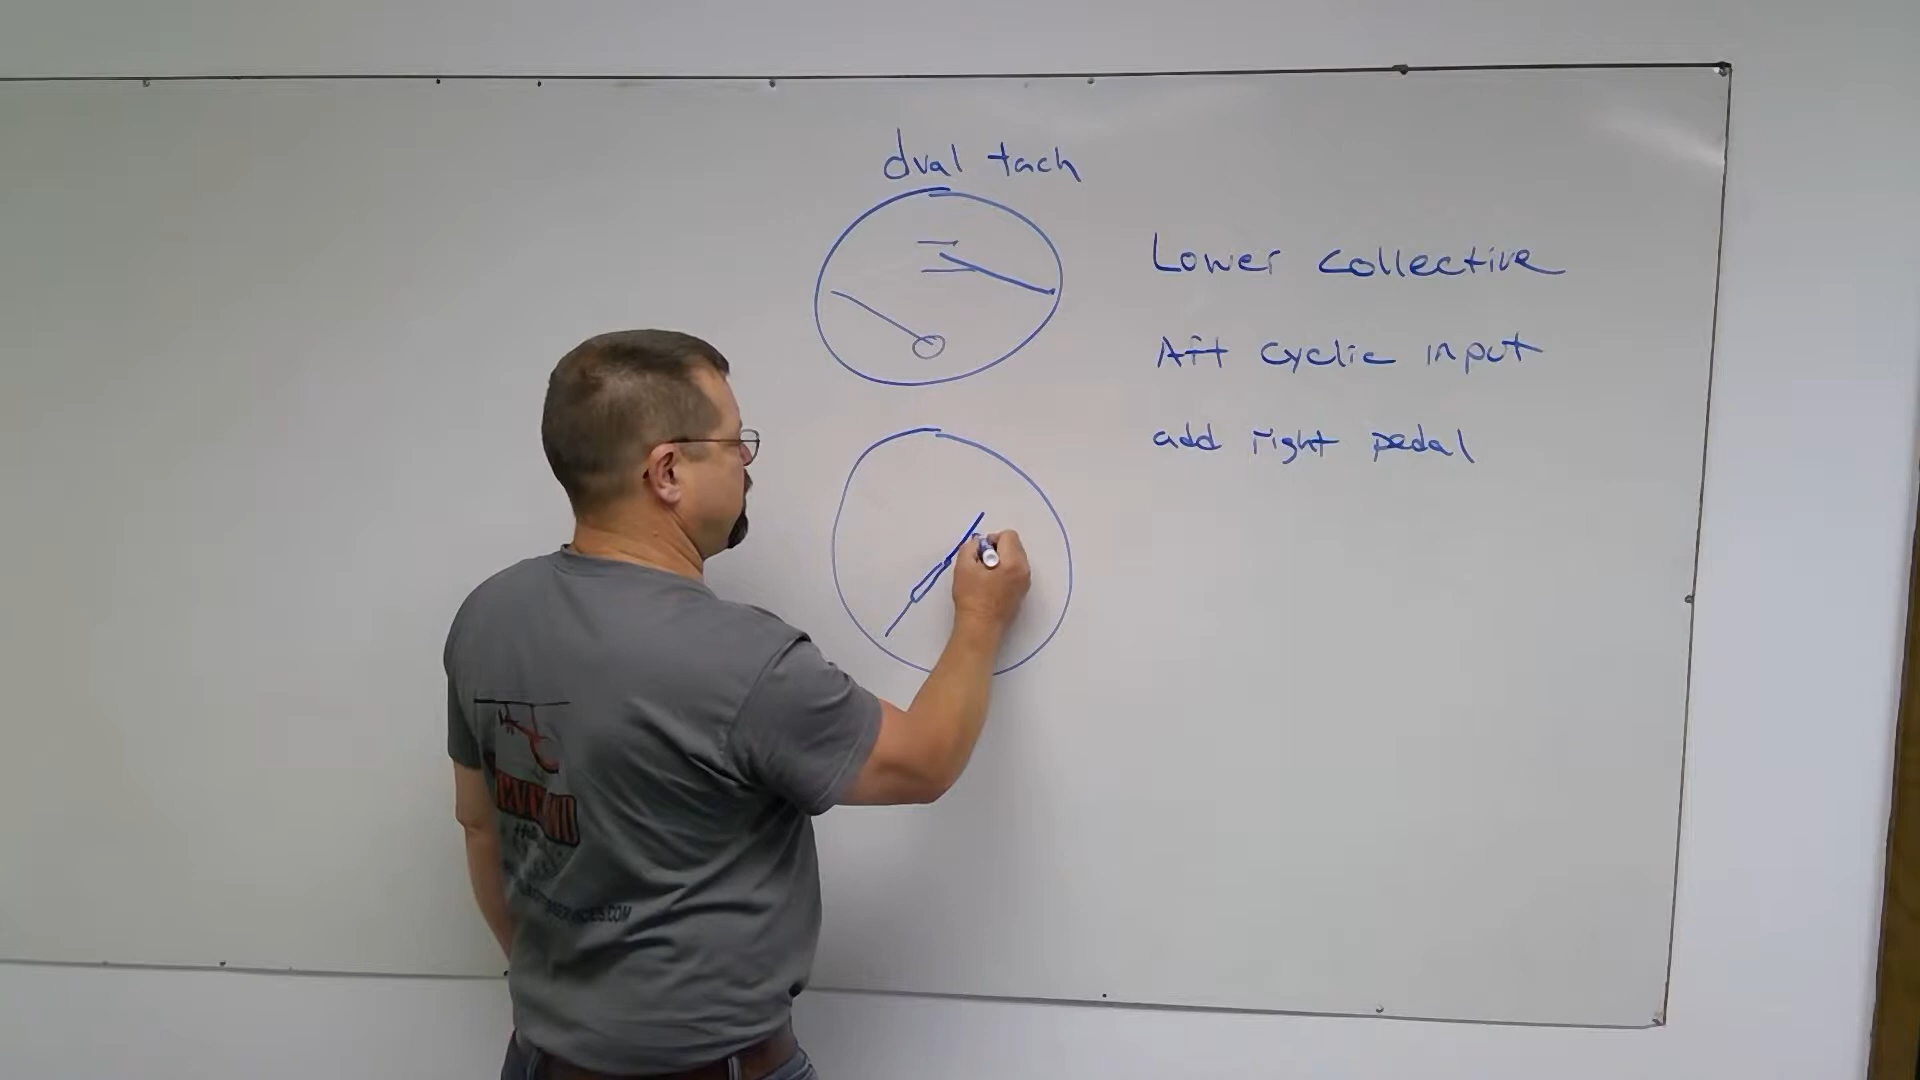 dual tach
Lower collective
Aft cyclic input
add right pedal